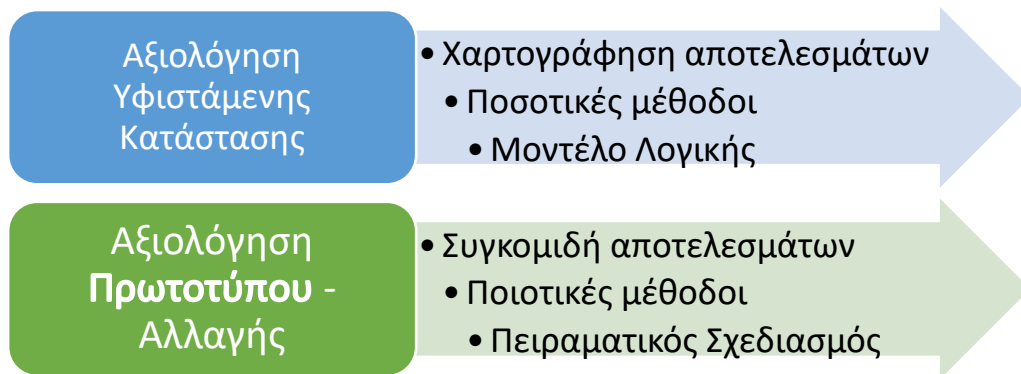 Αξιολόγηση
Υφιστάμενης
Κατάστασης
• Χαρτογράφηση αποτελεσμάτων
• Ποσοτικές μέθοδοι
• Μοντέλο Λογικής
Αξιολόγηση
Πρωτοτύπου -
Αλλαγής
• Συγκομιδή αποτελεσμάτων
• Ποιοτικές μέθοδοι
• Πειραματικός Σχεδιασμός